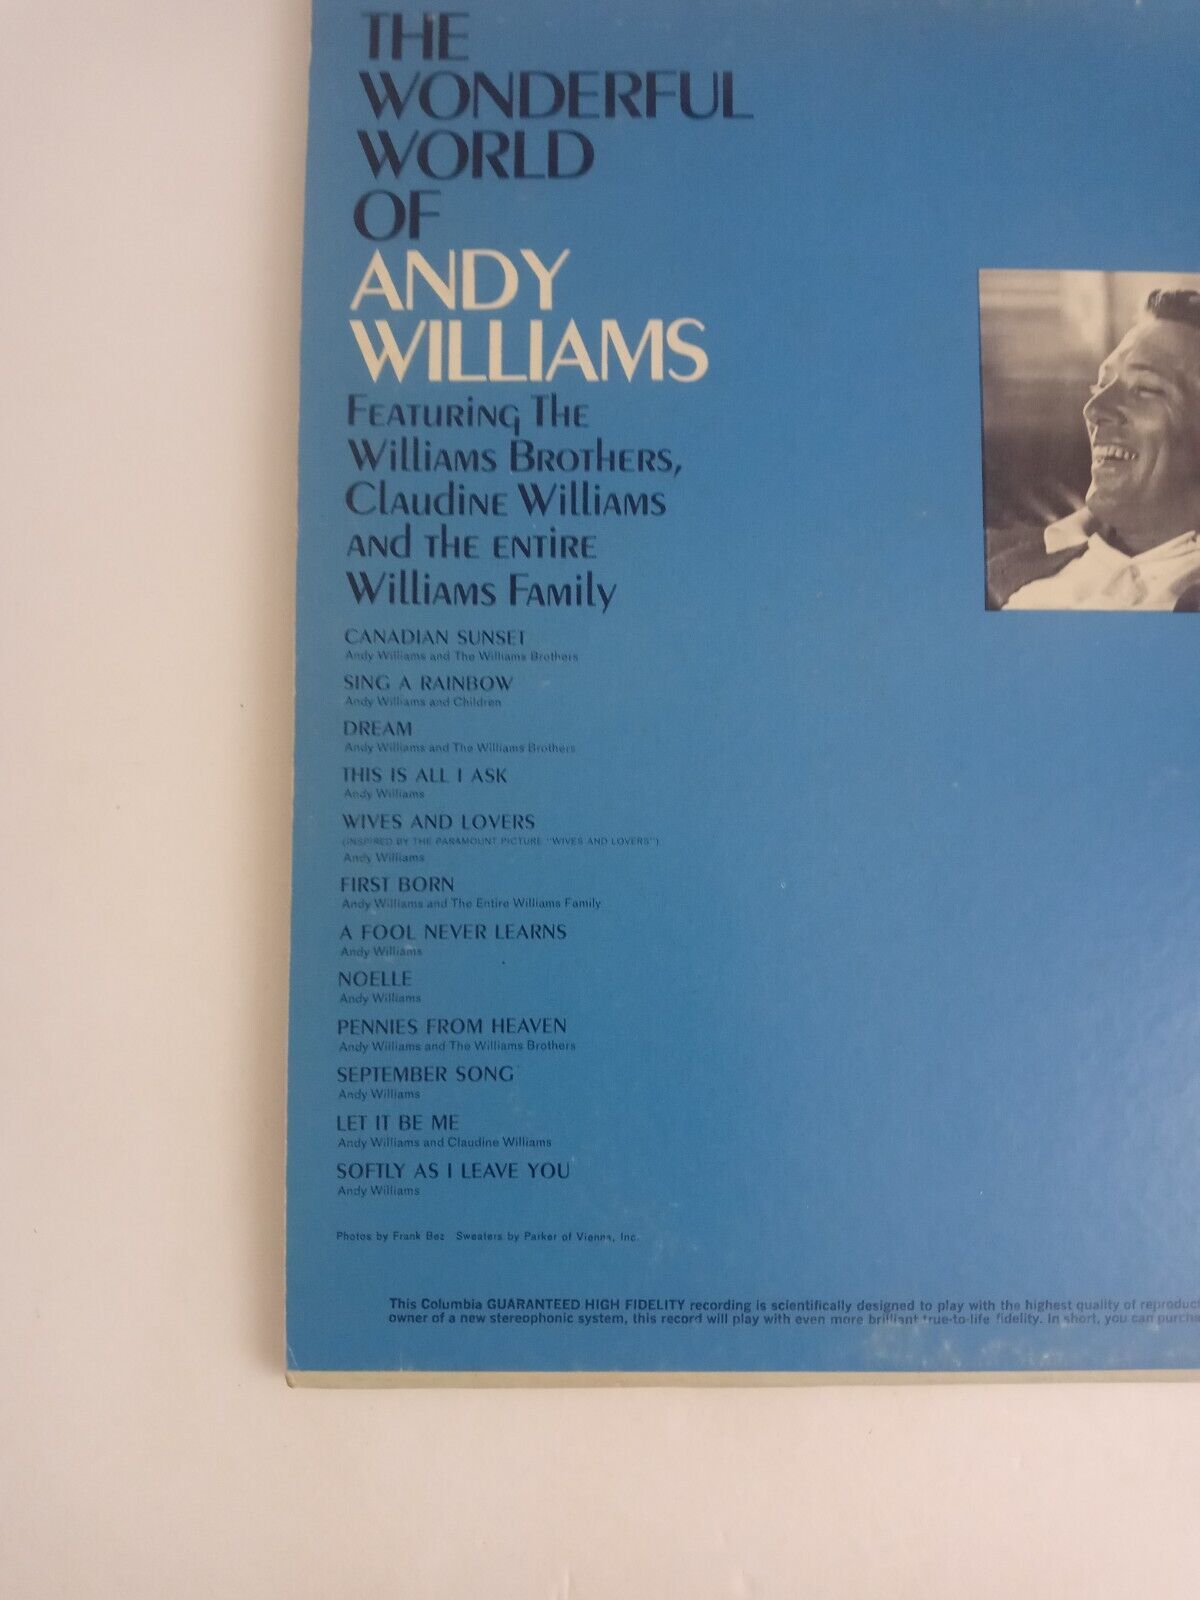 THE
WONDERFUL
WORLD
OF
ANDY
WILLIAMS
FEATURING THE
WILLIAMS BROTHERS,
CLAUDINE WILLIAMS
AND THE ENTIRE
WILLIAMS FAMILY
CANADIAN SUNSET
Andy Williams and The Williams Brothers
SING A RAINBOW
Andy Williams and Children
DREAM
Andy Williams and The Williams Brothers
THIS IS ALL I ASK
Andy Williams
WIVES AND LOVERS
(INSPIRED BY THE PARAMOUNT PICTURE "WIVES AND LOVERS")
Andy Williams
FIRST BORN
Andy Williams and The Entire Williams Family
A FOOL NEVER LEARNS
Andy Williams
NOELLE
Andy Williams
PENNIES FROM HEAVEN
Andy Williams and The Williams Brothers
SEPTEMBER SONG
Andy Williams
LET IT BE ME
Andy Williams and Claudine Williams
SOFTLY AS I LEAVE YOU
Andy Williams
Photos by Frank Bez Sweaters by Parker of Vienna, Inc.
This Columbia GUARANTEED HIGH FIDELITY recording is scientifically designed to play with the highest quality of reproduc
owner of a new stereophonic system, this record will play with even more brilliant true-to-life fidelity. In short, you can purcha